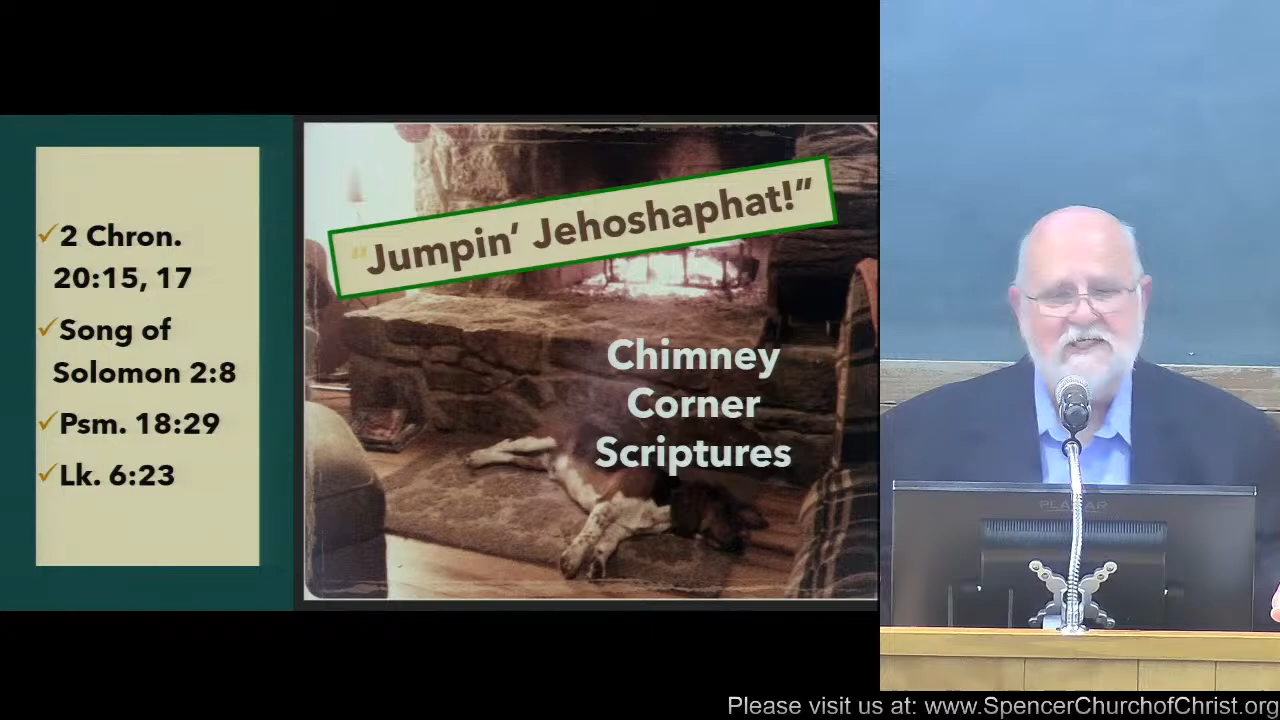 ✓2 Chron.
20:15, 17
✓Song of
Solomon 2:8
✓Psm. 18:29
✓Lk. 6:23
"Jumpin' Jehoshaphat!"
Chimney
Corner
Scriptures
PLANAR
Please visit us at: www.SpencerChurchofChrist.org